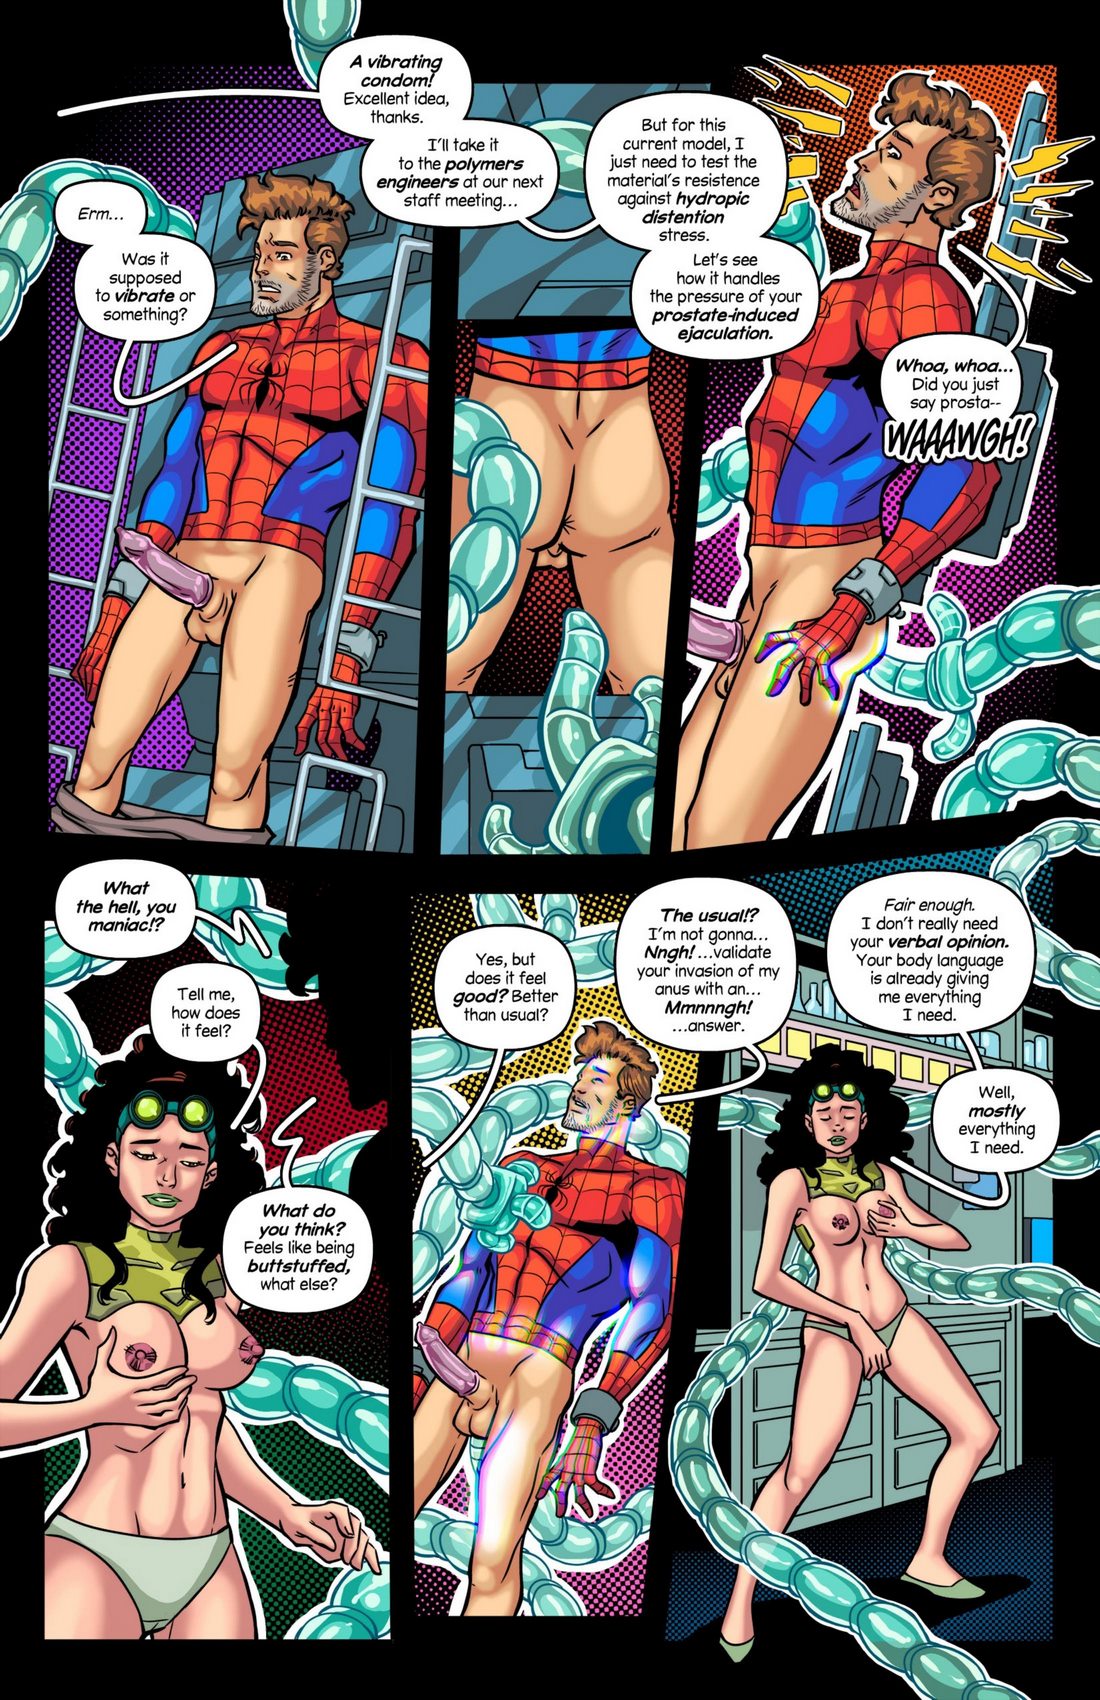 A vibrating
condom!
Excellent idea,
thanks.
I'll take it
to the polymers
engineers at our next
staff meeting...
Erm...
Was it
supposed
to vibrate or
something?
But for this
current model, I
just need to test the
material's resistence
against hydropic
distention
stress.
Let's see
how it handles
the pressure of your
prostate-induced
ejaculation.
Whoa, whoa...
Did you just
say prosta--
WAAAWGH!
What
the hell, you
maniac!?
Tell me,
how does
it feel?
What do
you think?
Feels like being
buttstuffed,
what else?
Yes, but
does it feel
good? Better
than usual?
The usual!?
I'm not gonna...
Nngh! ...validate
your invasion of my
anus with an...
Mmnnngh!
...answer.
Fair enough.
I don't really need
your verbal opinion.
Your body language
is already giving
me everything
I need.
Well,
mostly
everything
I need.